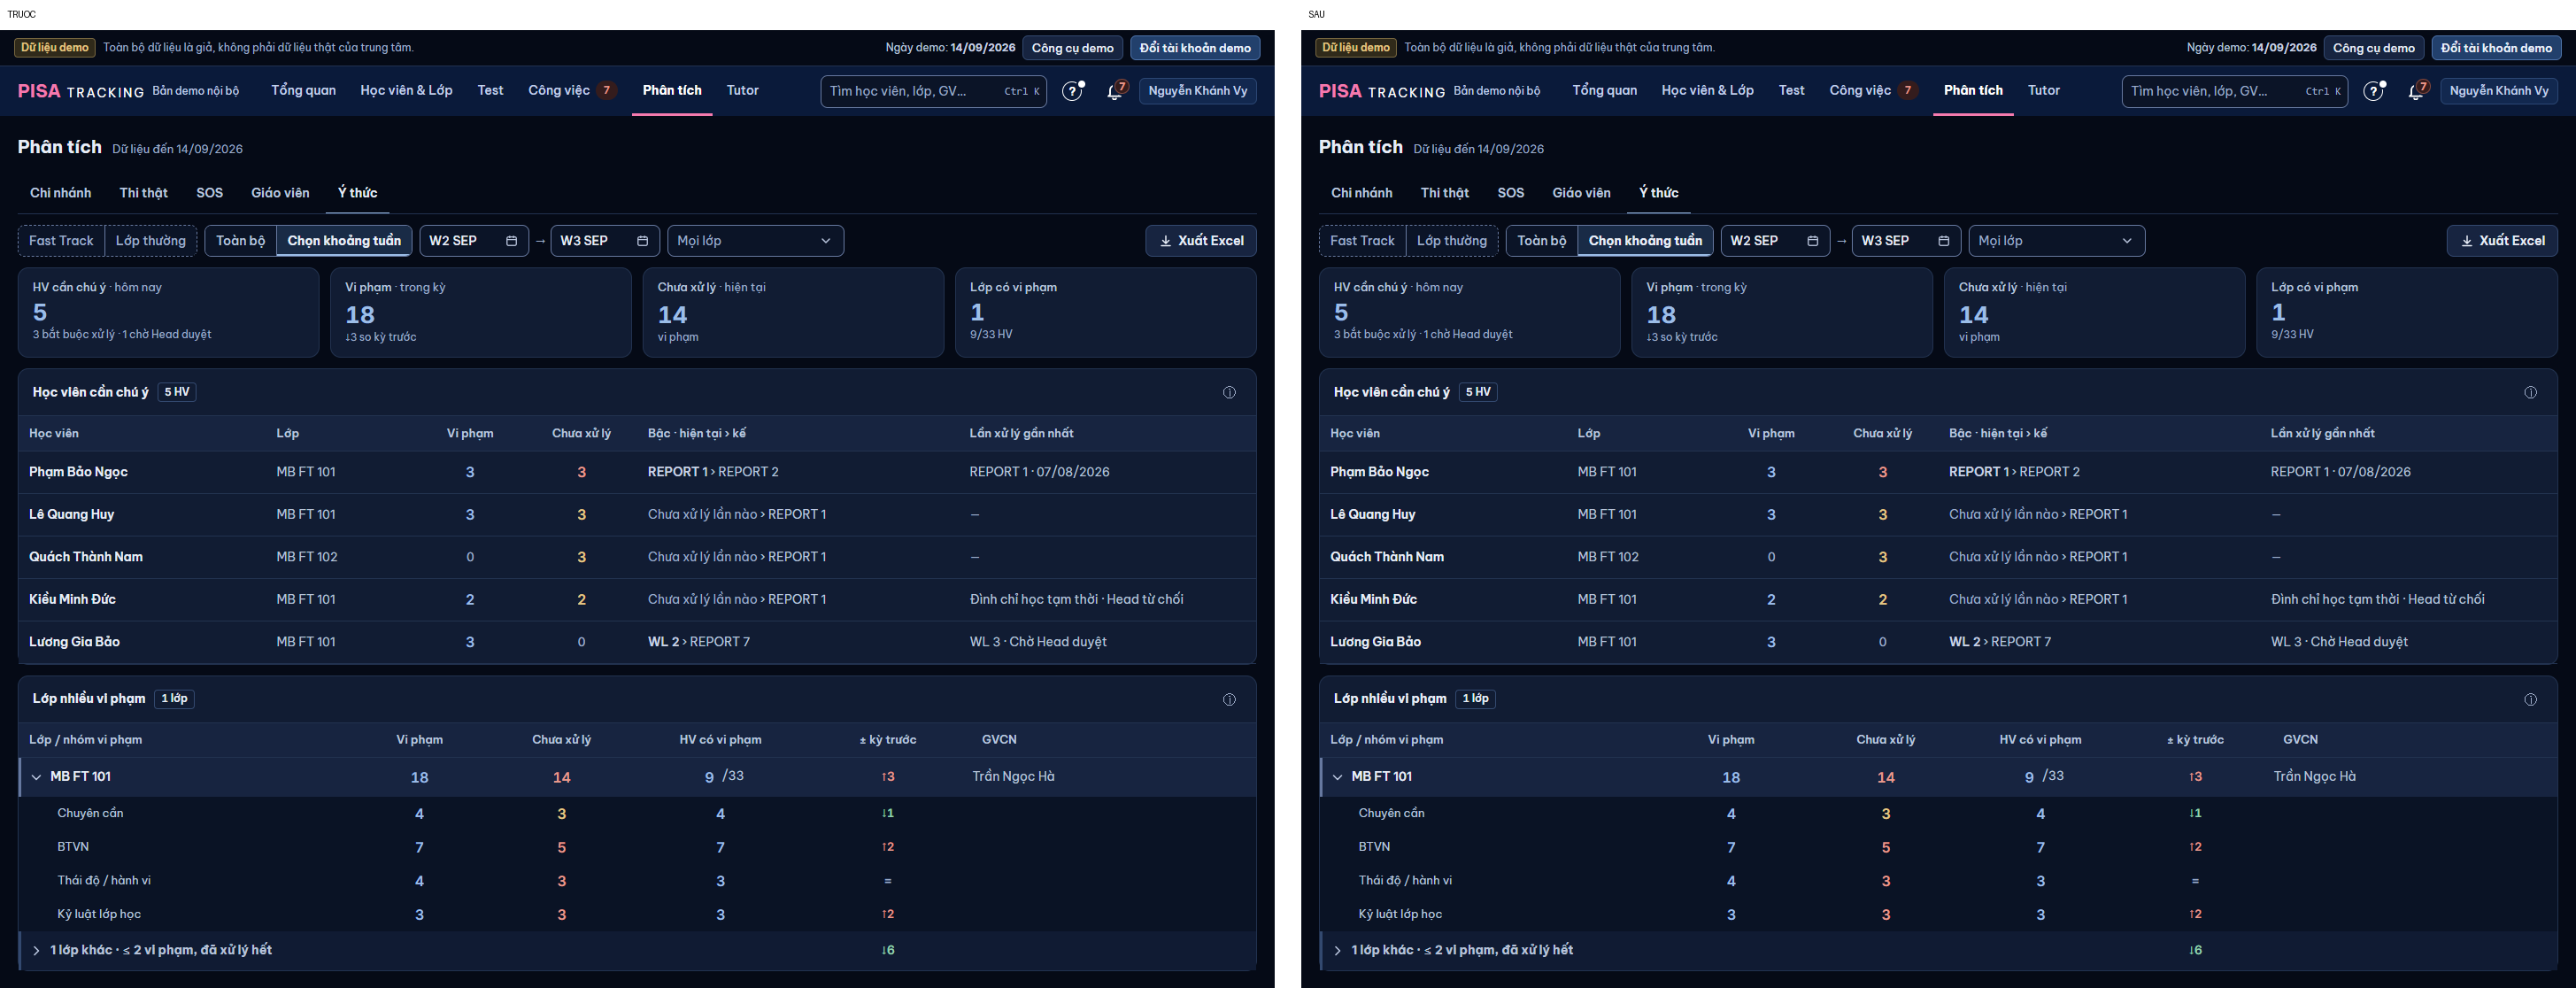 TRUOC
Dữ liệu demo Toàn bộ dữ liệu là giả, không phải dữ liệu thật của trung tâm. Ngày demo: 14/09/2026 Công cụ demo Đổi tài khoản demo
PISA TRACKING Bản demo nội bộ Tổng quan Học viên & Lớp Test Công việc 7 Phân tích Tutor Tìm học viên, lớp, GV... Ctrl K ? 7 Nguyễn Khánh Vy
Phân tích Dữ liệu đến 14/09/2026
Chi nhánh Thi thật SOS Giáo viên Ý thức
Fast Track Lớp thường Toàn bộ Chọn khoảng tuần W2 SEP → W3 SEP Mọi lớp Xuất Excel
HV cần chú ý · hôm nay Vi phạm · trong kỳ Chưa xử lý · hiện tại Lớp có vi phạm
5 18 14 1
3 bắt buộc xử lý · 1 chờ Head duyệt ↓3 so kỳ trước vi phạm 9/33 HV
Học viên cần chú ý 5 HV
Học viên Lớp Vi phạm Chưa xử lý Bậc · hiện tại › kế Lần xử lý gần nhất
Phạm Bảo Ngọc MB FT 101 3 3 REPORT 1 › REPORT 2 REPORT 1 · 07/08/2026
Lê Quang Huy MB FT 101 3 3 Chưa xử lý lần nào › REPORT 1 —
Quách Thành Nam MB FT 102 0 3 Chưa xử lý lần nào › REPORT 1 —
Kiều Minh Đức MB FT 101 2 2 Chưa xử lý lần nào › REPORT 1 Đình chỉ học tạm thời · Head từ chối
Lương Gia Bảo MB FT 101 3 0 WL 2 › REPORT 7 WL 3 · Chờ Head duyệt
Lớp nhiều vi phạm 1 lớp
Lớp / nhóm vi phạm Vi phạm Chưa xử lý HV có vi phạm ± kỳ trước GVCN
MB FT 101 18 14 9 /33 ↑3 Trần Ngọc Hà
Chuyên cần 4 3 4 ↓1
BTVN 7 5 7 ↑2
Thái độ / hành vi 4 3 3 =
Kỷ luật lớp học 3 3 3 ↑2
1 lớp khác · ≤ 2 vi phạm, đã xử lý hết ↓6
SAU
Dữ liệu demo Toàn bộ dữ liệu là giả, không phải dữ liệu thật của trung tâm. Ngày demo: 14/09/2026 Công cụ demo Đổi tài khoản demo
PISA TRACKING Bản demo nội bộ Tổng quan Học viên & Lớp Test Công việc 7 Phân tích Tutor Tìm học viên, lớp, GV... Ctrl K ? 7 Nguyễn Khánh Vy
Phân tích Dữ liệu đến 14/09/2026
Chi nhánh Thi thật SOS Giáo viên Ý thức
Fast Track Lớp thường Toàn bộ Chọn khoảng tuần W2 SEP → W3 SEP Mọi lớp Xuất Excel
HV cần chú ý · hôm nay Vi phạm · trong kỳ Chưa xử lý · hiện tại Lớp có vi phạm
5 18 14 1
3 bắt buộc xử lý · 1 chờ Head duyệt ↓3 so kỳ trước vi phạm 9/33 HV
Học viên cần chú ý 5 HV
Học viên Lớp Vi phạm Chưa xử lý Bậc · hiện tại › kế Lần xử lý gần nhất
Phạm Bảo Ngọc MB FT 101 3 3 REPORT 1 › REPORT 2 REPORT 1 · 07/08/2026
Lê Quang Huy MB FT 101 3 3 Chưa xử lý lần nào › REPORT 1 —
Quách Thành Nam MB FT 102 0 3 Chưa xử lý lần nào › REPORT 1 —
Kiều Minh Đức MB FT 101 2 2 Chưa xử lý lần nào › REPORT 1 Đình chỉ học tạm thời · Head từ chối
Lương Gia Bảo MB FT 101 3 0 WL 2 › REPORT 7 WL 3 · Chờ Head duyệt
Lớp nhiều vi phạm 1 lớp
Lớp / nhóm vi phạm Vi phạm Chưa xử lý HV có vi phạm ± kỳ trước GVCN
MB FT 101 18 14 9 /33 ↑3 Trần Ngọc Hà
Chuyên cần 4 3 4 ↓1
BTVN 7 5 7 ↑2
Thái độ / hành vi 4 3 3 =
Kỷ luật lớp học 3 3 3 ↑2
1 lớp khác · ≤ 2 vi phạm, đã xử lý hết ↓6